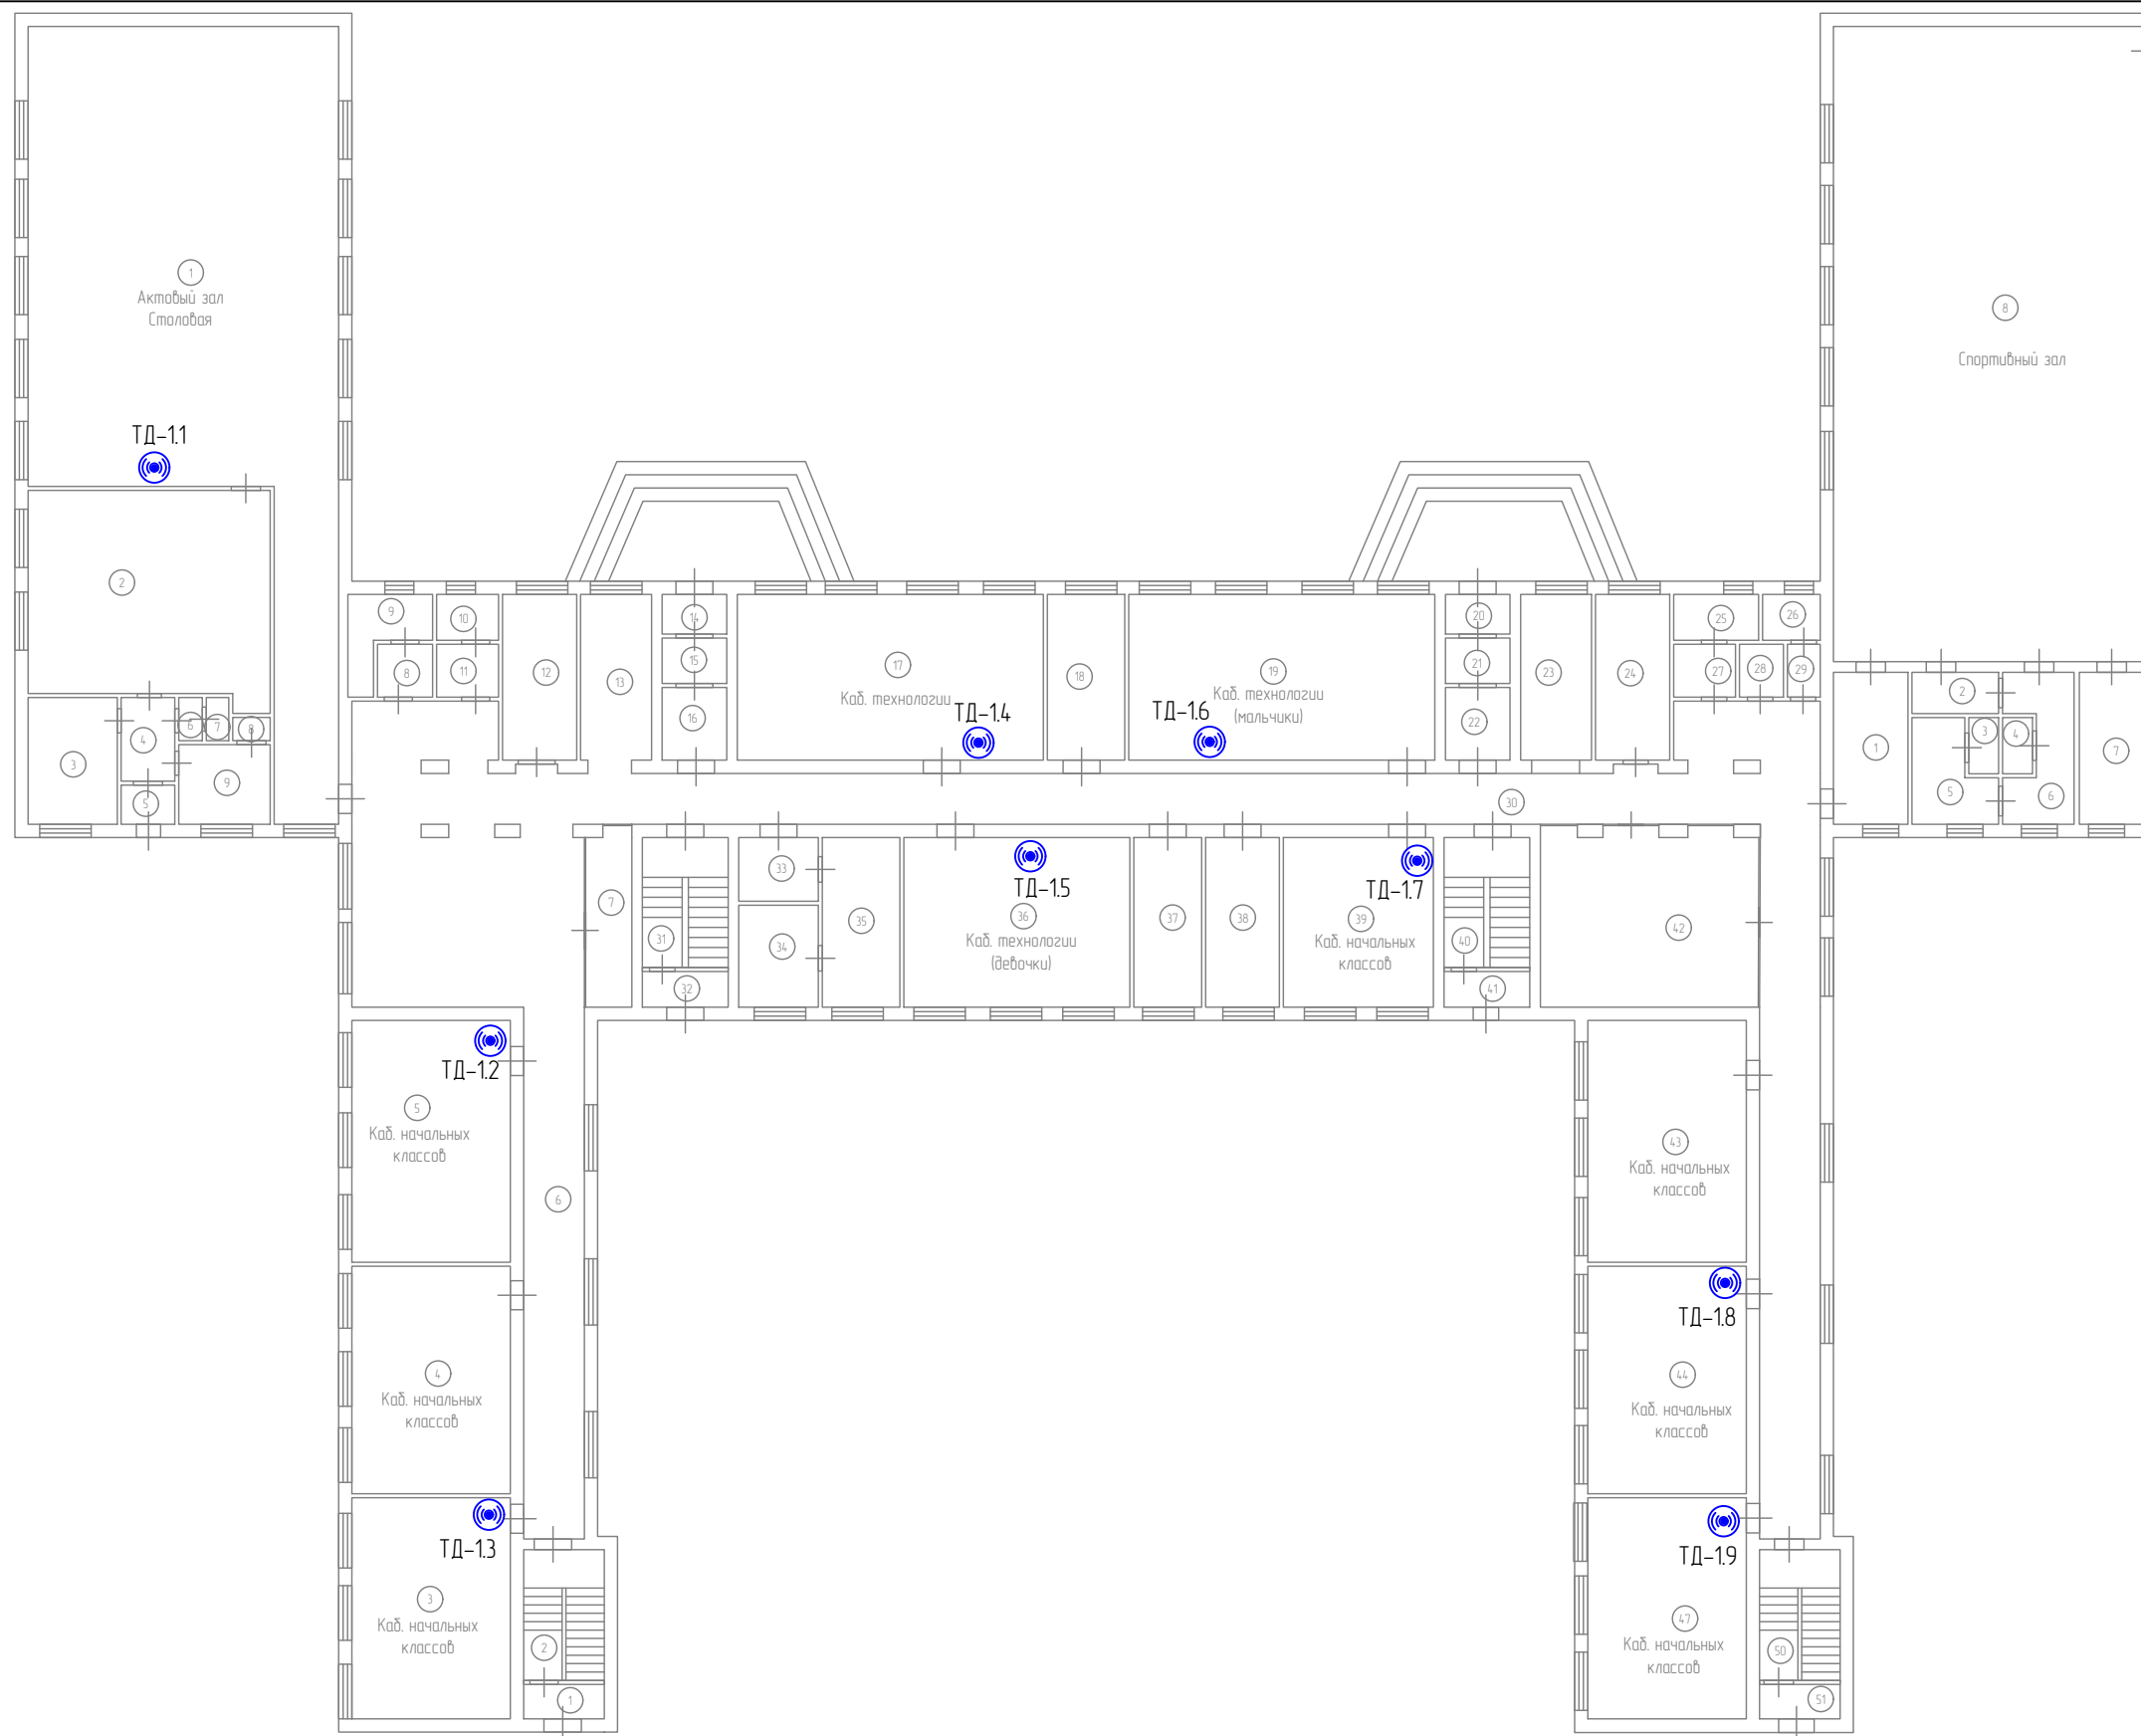 1
Актовый зал
Столовая
ТД-1.1
2
3
4
5
6
7
8
9
8
Спортивный зал
9
10
8
11
12
13
14
15
16
17
Каб. технологии
ТД-1.4
18
ТД-1.6
19
Каб. технологии
(мальчики)
20
21
22
23
24
25
26
27
28
29
30
1
2
3
4
5
6
7
7
31
32
33
34
35
ТД-1.5
36
Каб. технологии
(девочки)
37
38
ТД-1.7
39
Каб. начальных
классов
40
41
42
ТД-1.2
5
Каб. начальных
классов
6
4
Каб. начальных
классов
ТД-1.3
3
Каб. начальных
классов
2
1
43
Каб. начальных
классов
ТД-1.8
44
Каб. начальных
классов
ТД-1.9
47
Каб. начальных
классов
50
51